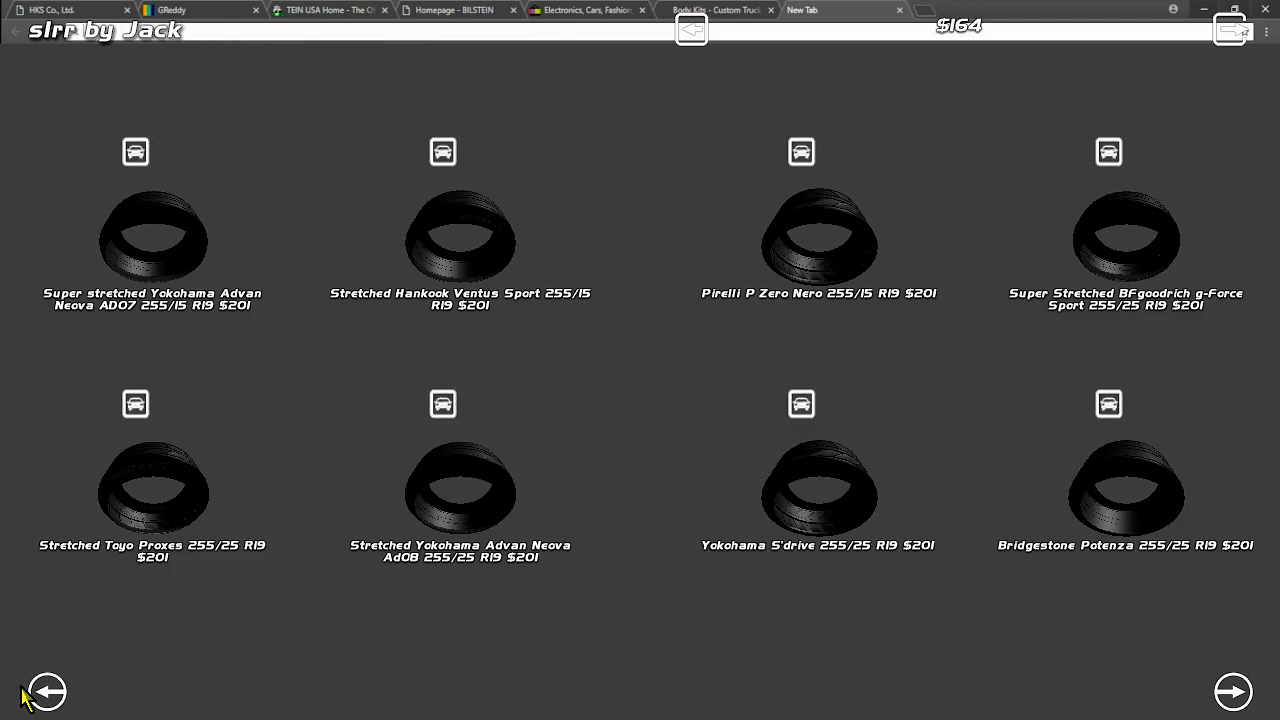 HKS Co., Ltd.
GReddy
TEIN USA Home - The Of
Homepage - BILSTEIN
Electronics, Cars, Fashion,
Body Kits - Custom Truck
New Tab
slrr by Jack
$164
Super stretched Yokohama Advan
Neova AD07 255/15 R19 $201
Stretched Hankook Ventus Sport 255/15
R19 $201
Pirelli P Zero Nero 255/15 R19 $201
Super Stretched BFgoodrich g-Force
Sport 255/25 R19 $201
Stretched Toyo Proxes 255/25 R19
$201
Stretched Yokohama Advan Neova
Ad08 255/25 R19 $201
Yokohama S'drive 255/25 R19 $201
Bridgestone Potenza 255/25 R19 $201